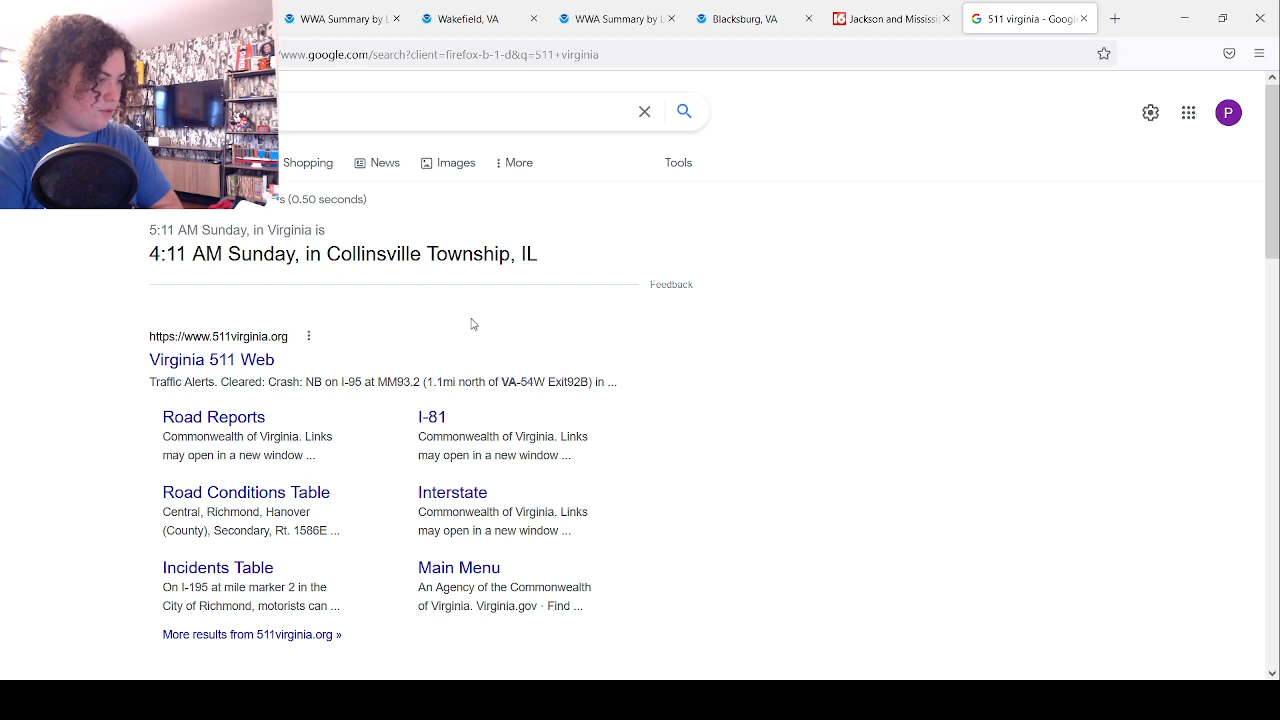 WWA Summary by L
Wakefield, VA
WWA Summary by L
Blacksburg, VA
16 Jackson and Mississi
511 virginia - Google
www.google.com/search?client=firefox-b-1-d&q=511+virginia
P
Shopping
News
Images
More
Tools
s (0.50 seconds)
5:11 AM Sunday, in Virginia is
4:11 AM Sunday, in Collinsville Township, IL
Feedback
https://www.511virginia.org
Virginia 511 Web
Traffic Alerts. Cleared: Crash: NB on I-95 at MM93.2 (1.1mi north of VA-54W Exit92B) in ...
Road Reports
Commonwealth of Virginia. Links
may open in a new window ...
I-81
Commonwealth of Virginia. Links
may open in a new window ...
Road Conditions Table
Central, Richmond, Hanover
(County), Secondary, Rt. 1586E ...
Interstate
Commonwealth of Virginia. Links
may open in a new window ...
Incidents Table
On I-195 at mile marker 2 in the
City of Richmond, motorists can ...
Main Menu
An Agency of the Commonwealth
of Virginia. Virginia.gov · Find ...
More results from 511virginia.org »